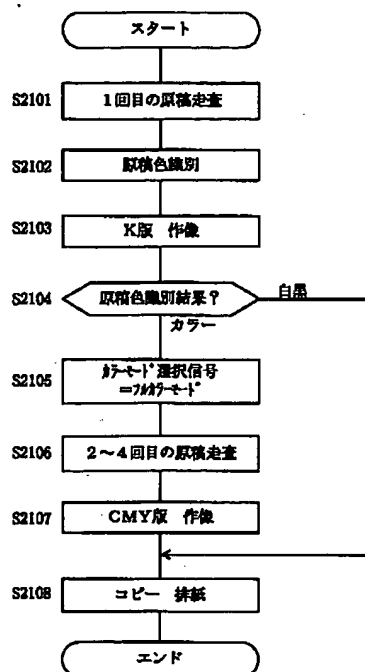 スタート
S2101
1回目の原稿走査
S2102
原稿色識別
S2103
K版 作像
S2104
原稿色識別結果?
白黒
カラー
S2105
カラーモード選択信号
=フルカラーモード
S2106
2～4回目の原稿走査
S2107
CMY版 作像
S2108
コピー 排紙
エンド